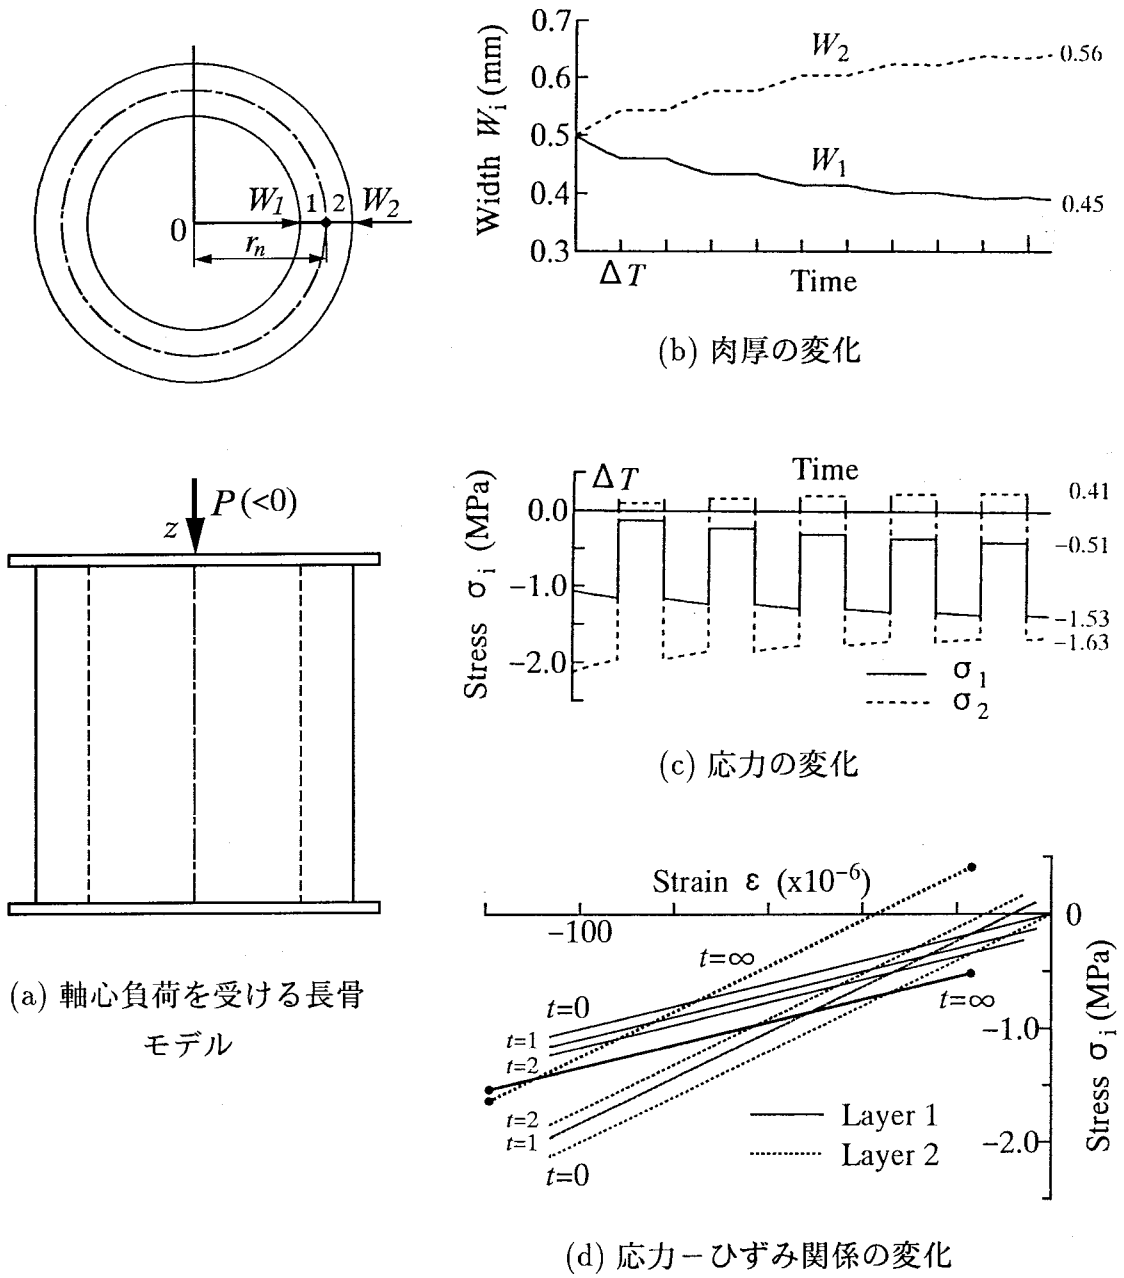 W1 1 2 W2
0
rn
P (<0)
z
(a) 軸心負荷を受ける長骨
モデル
0.7
0.6
0.5
0.4
0.3
Width Wi (mm)
W2
W1
0.56
0.45
ΔT Time
(b) 肉厚の変化
ΔT Time
0.0
−1.0
−2.0
Stress σi (MPa)
0.41
−0.51
−1.53
−1.63
σ1
σ2
(c) 応力の変化
Strain ε (x10−6)
−100
0
−1.0
−2.0
Stress σi (MPa)
t=∞
t=∞
t=0
t=1
t=2
t=2
t=1
t=0
Layer 1
Layer 2
(d) 応力−ひずみ関係の変化